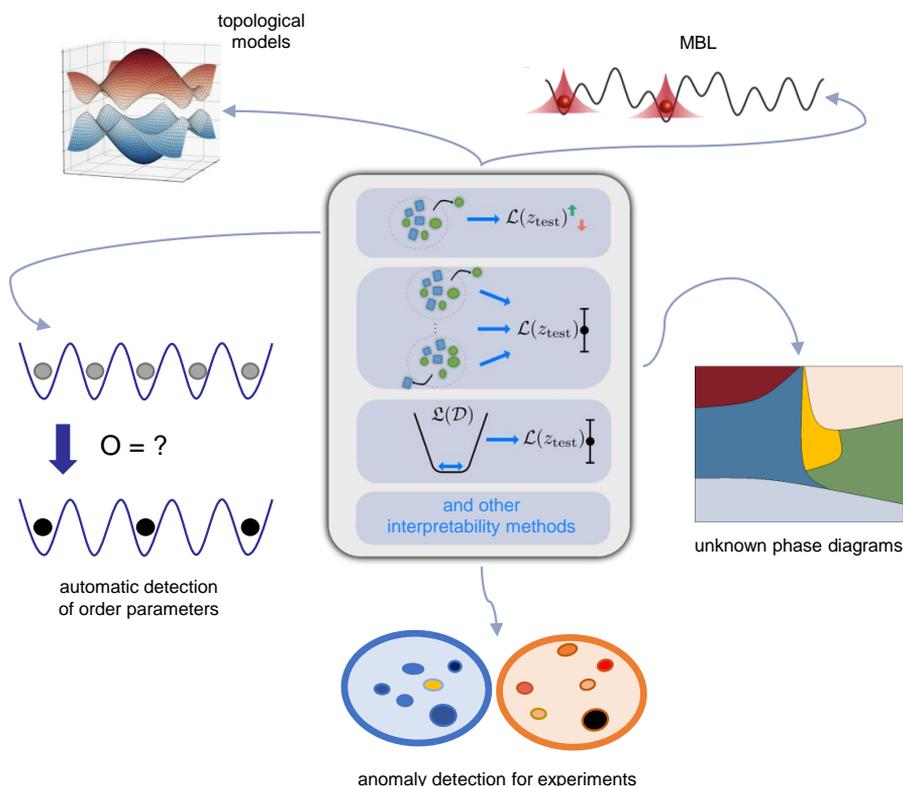 topological
models
MBL
ℒ(z_test)
ℒ(z_test)
𝔏(𝒟)
ℒ(z_test)
and other
interpretability methods
O = ?
automatic detection
of order parameters
unknown phase diagrams
anomaly detection for experiments